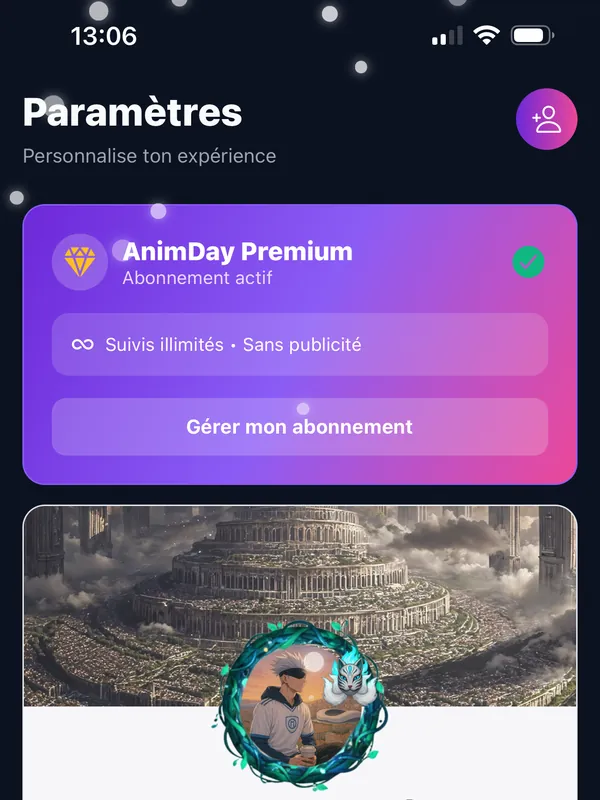 13:06
Paramètres
Personnalise ton expérience
AnimDay Premium
Abonnement actif
Suivis illimités • Sans publicité
Gérer mon abonnement